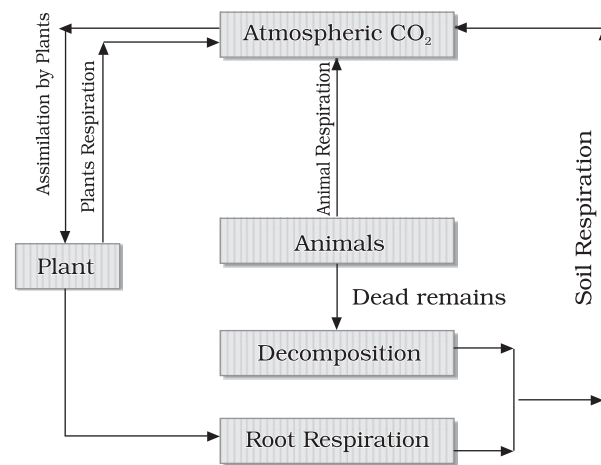 Atmospheric CO₂
Assimilation by Plants
Plants Respiration
Animal Respiration
Soil Respiration
Animals
Plant
Dead remains
Decomposition
Root Respiration